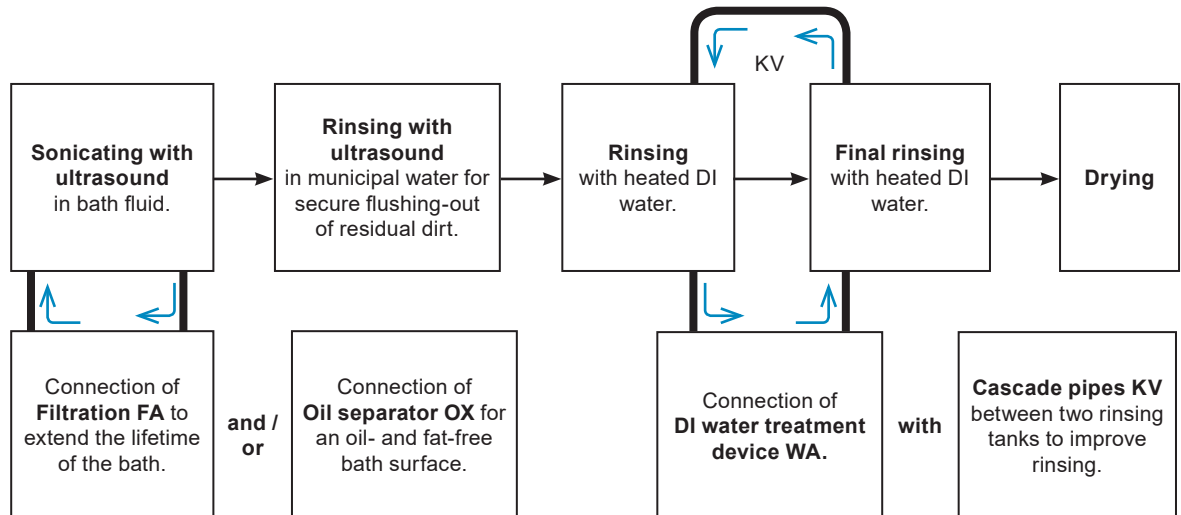 KV
Sonicating with
ultrasound
in bath fluid.
Rinsing with
ultrasound
in municipal water for
secure flushing-out
of residual dirt.
Rinsing
with heated DI
water.
Final rinsing
with heated DI
water.
Drying
Connection of
Filtration FA to
extend the lifetime
of the bath.
and /
or
Connection of
Oil separator OX for
an oil- and fat-free
bath surface.
Connection of
DI water treatment
device WA.
with
Cascade pipes KV
between two rinsing
tanks to improve
rinsing.